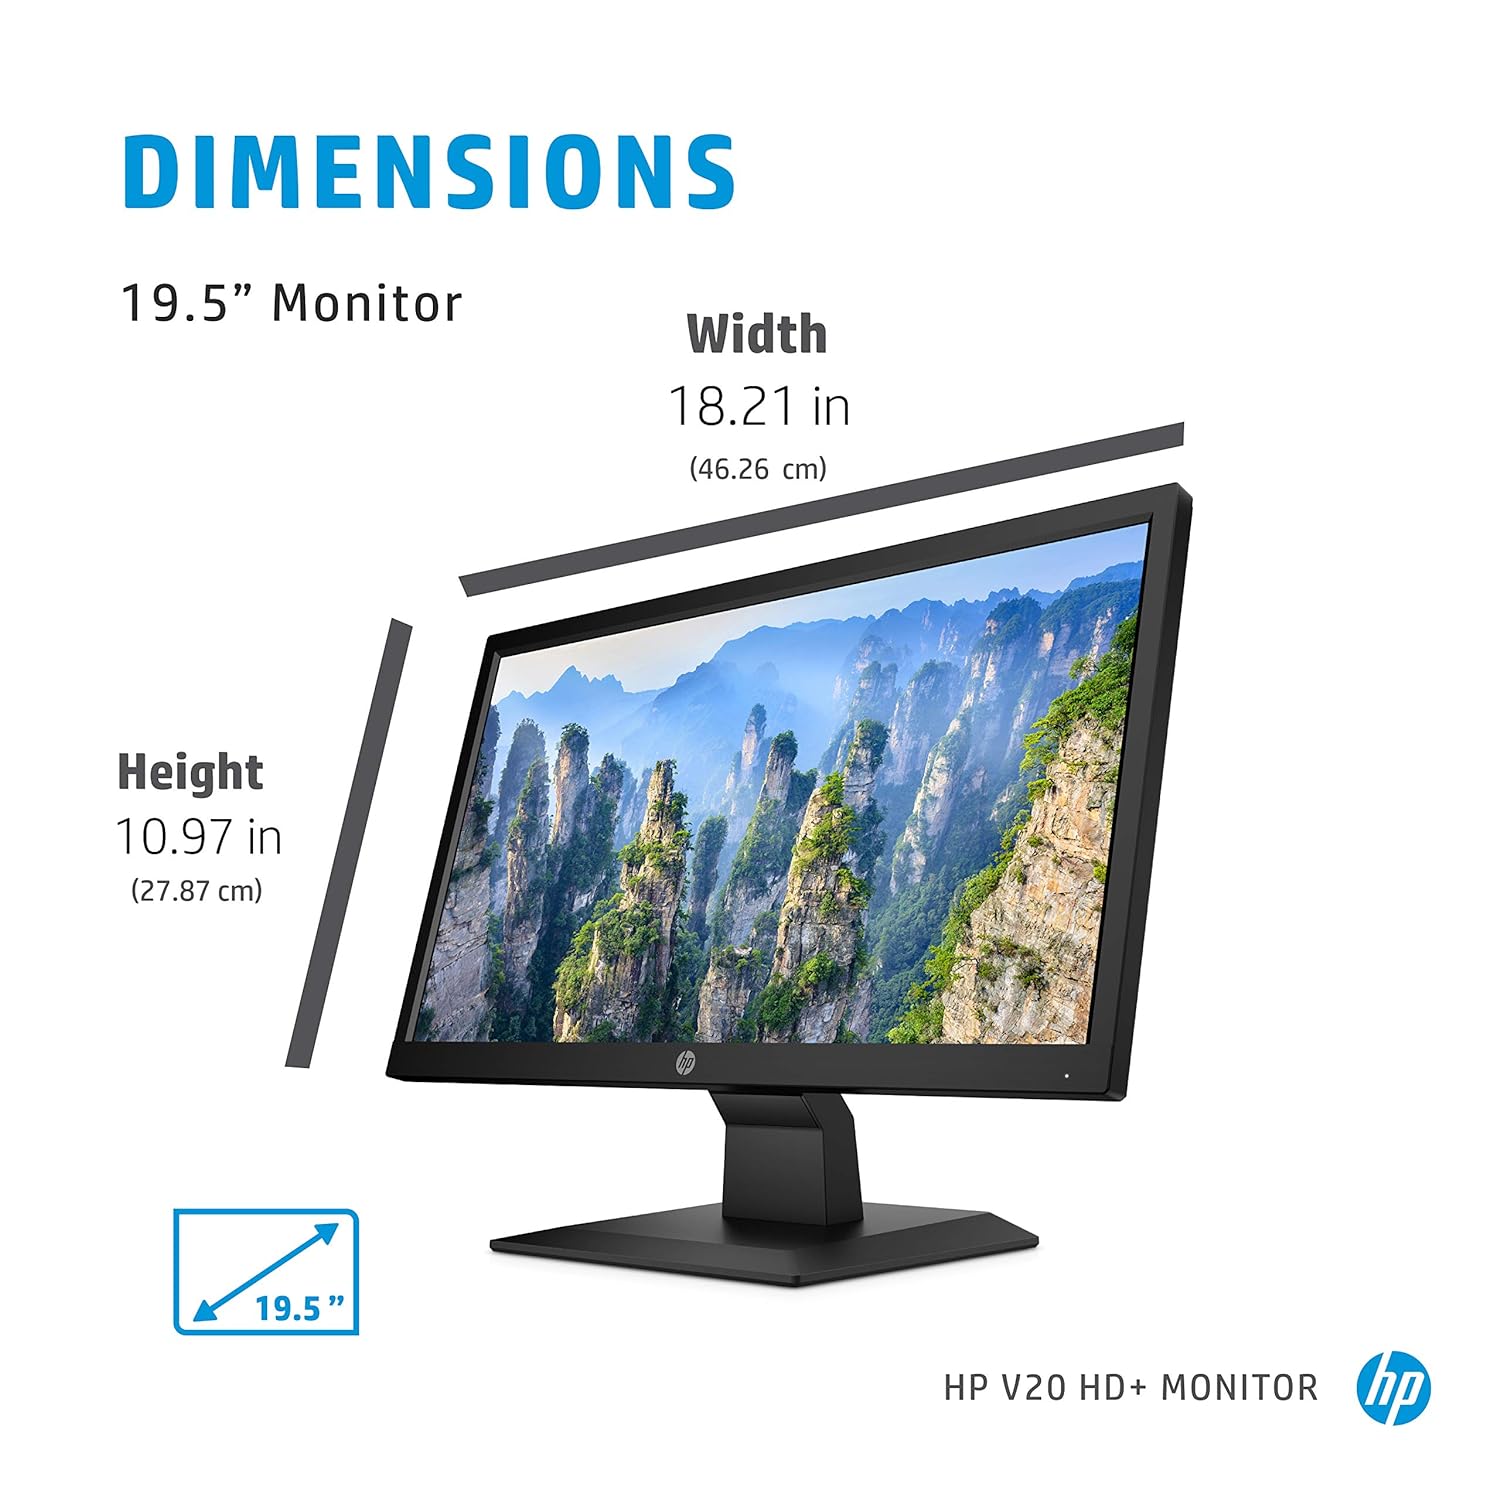 DIMENSIONS
19.5” Monitor
Width
18.21 in
(46.26 cm)
Height
10.97 in
(27.87 cm)
hp
19.5”
HP V20 HD+ MONITOR
hp